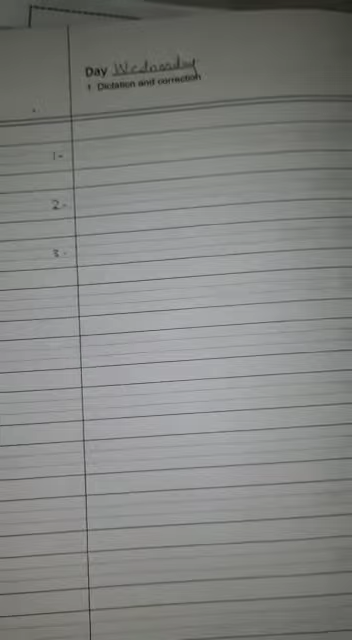 Day Wednesday
1 Dictation and correction
1-
2-
3-